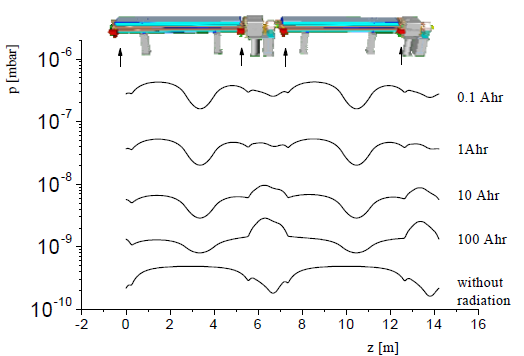 p [mbar]
10-6
10-7
10-8
10-9
10-10
0.1 Ahr
1Ahr
10 Ahr
100 Ahr
without
radiation
-2 0 2 4 6 8 10 12 14 16
z [m]